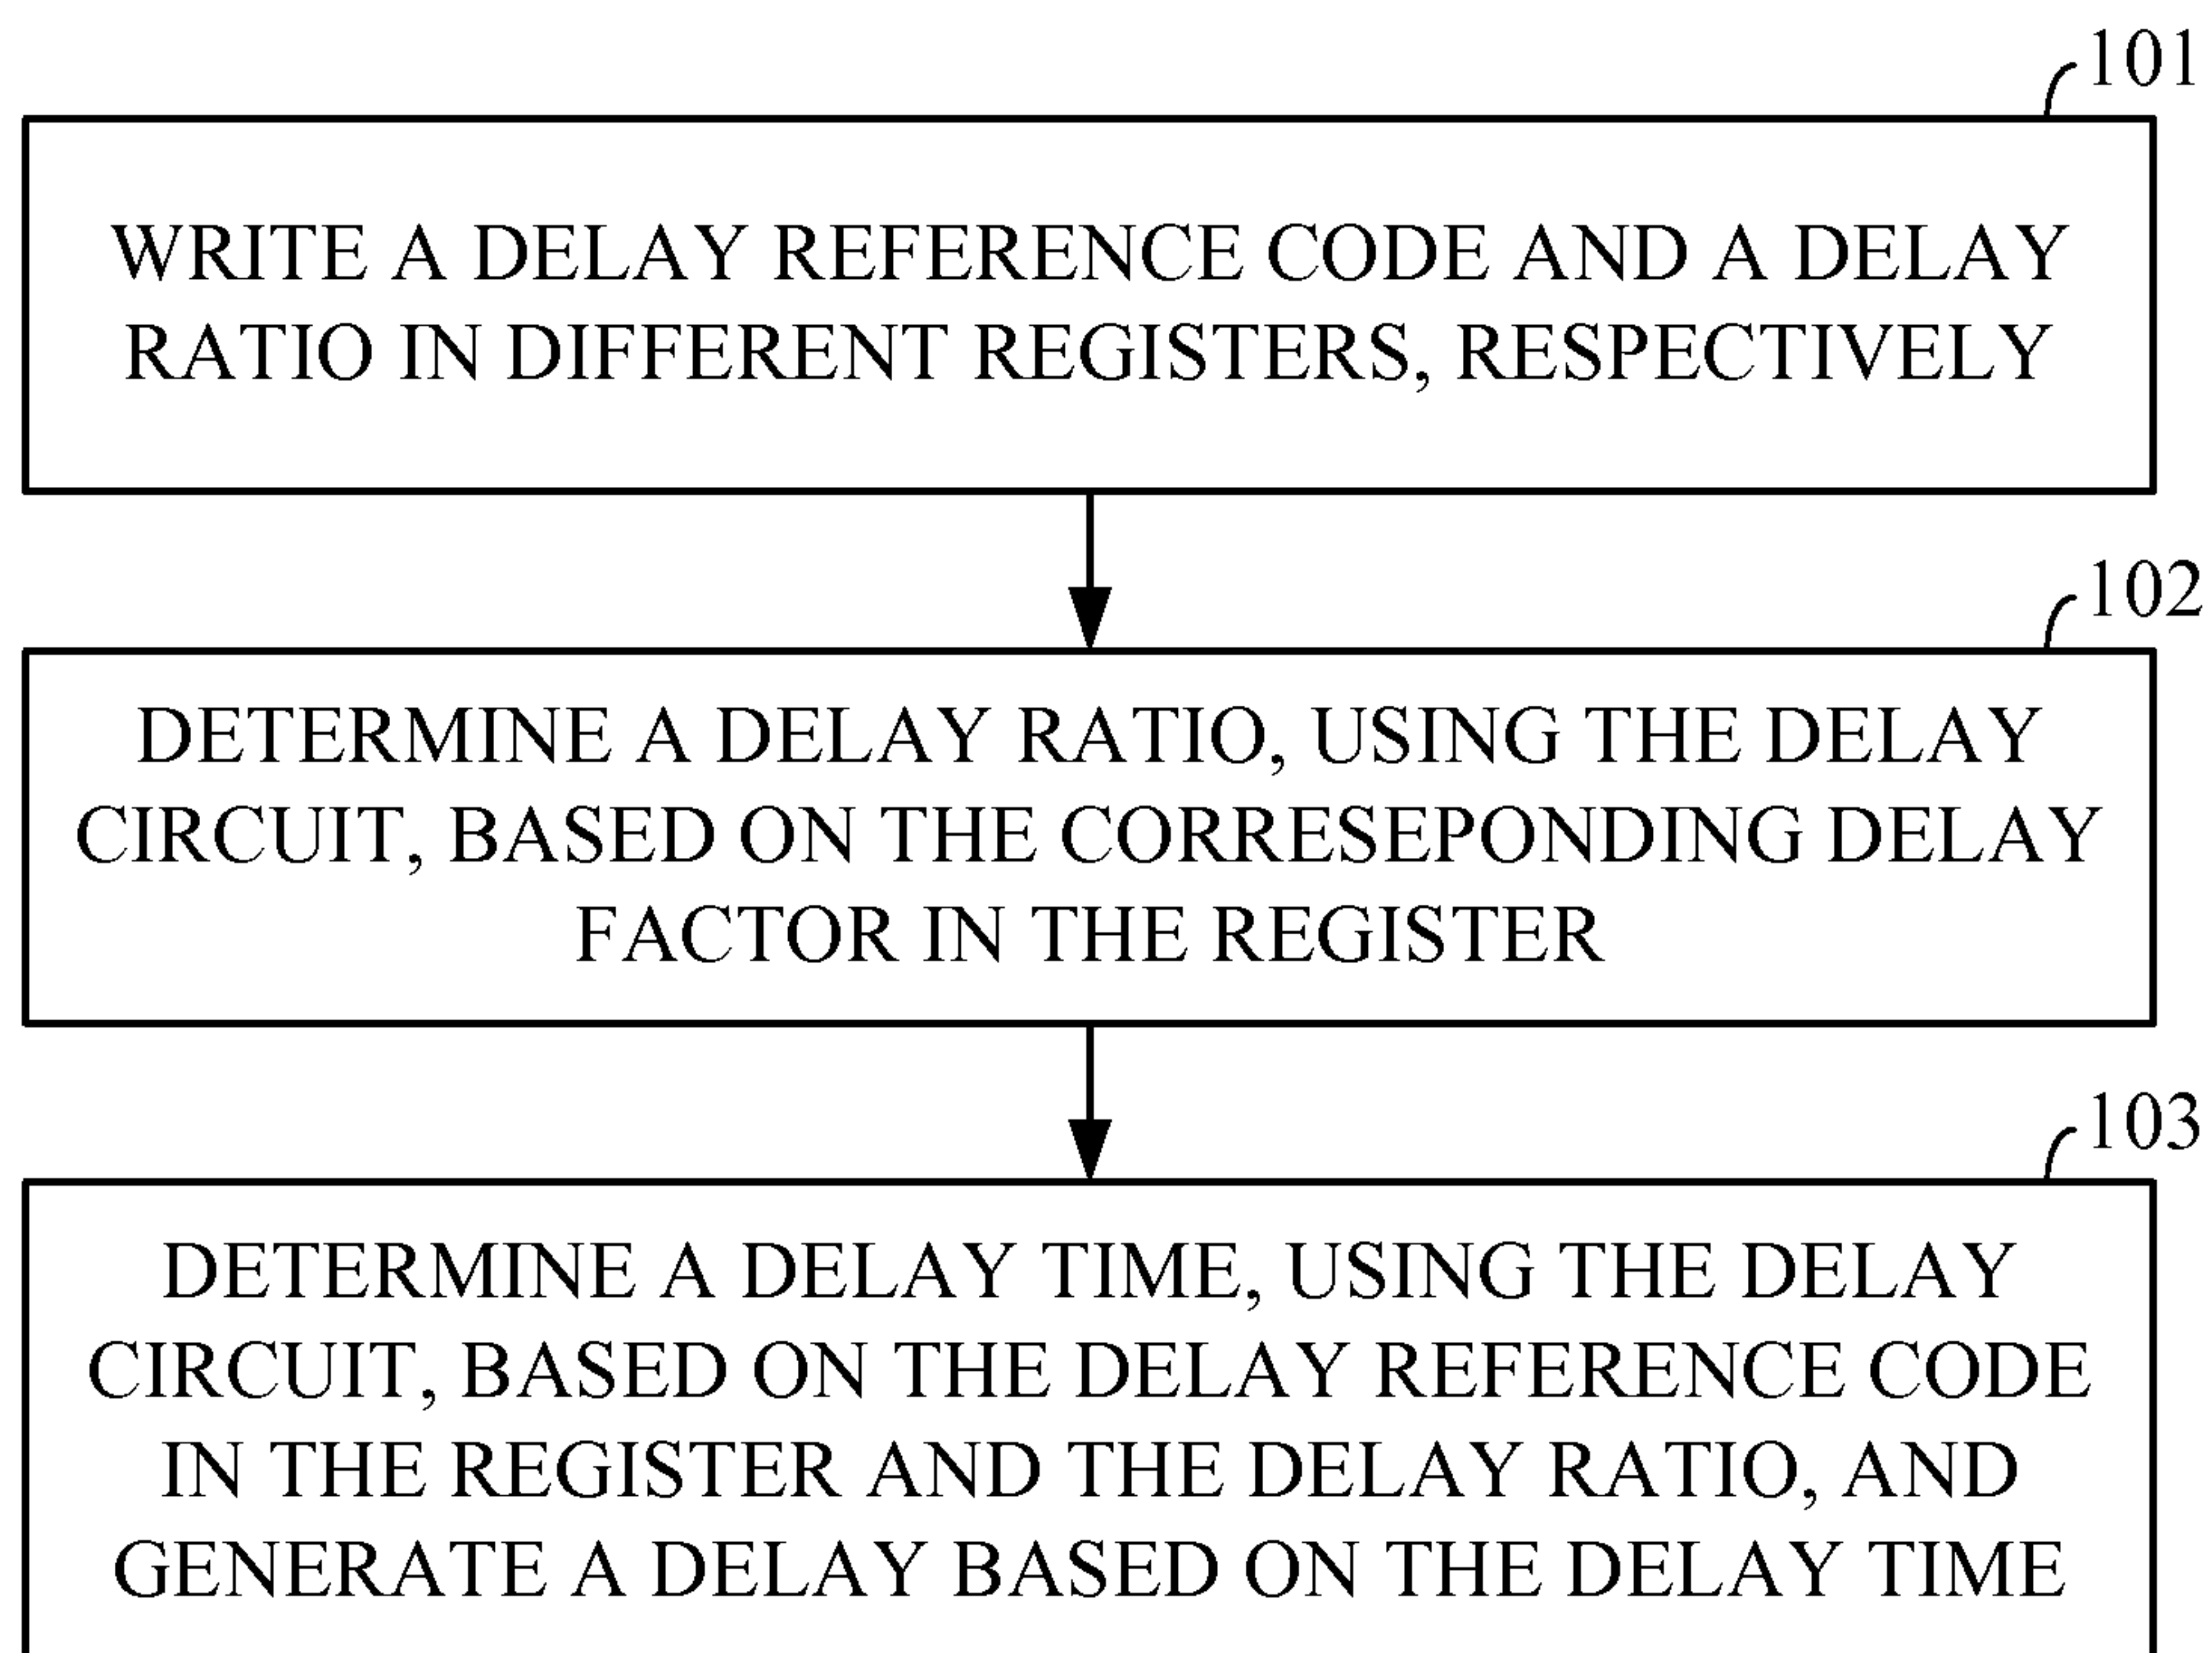 101
WRITE A DELAY REFERENCE CODE AND A DELAY
RATIO IN DIFFERENT REGISTERS, RESPECTIVELY
102
DETERMINE A DELAY RATIO, USING THE DELAY
CIRCUIT, BASED ON THE CORRESEPONDING DELAY
FACTOR IN THE REGISTER
103
DETERMINE A DELAY TIME, USING THE DELAY
CIRCUIT, BASED ON THE DELAY REFERENCE CODE
IN THE REGISTER AND THE DELAY RATIO, AND
GENERATE A DELAY BASED ON THE DELAY TIME